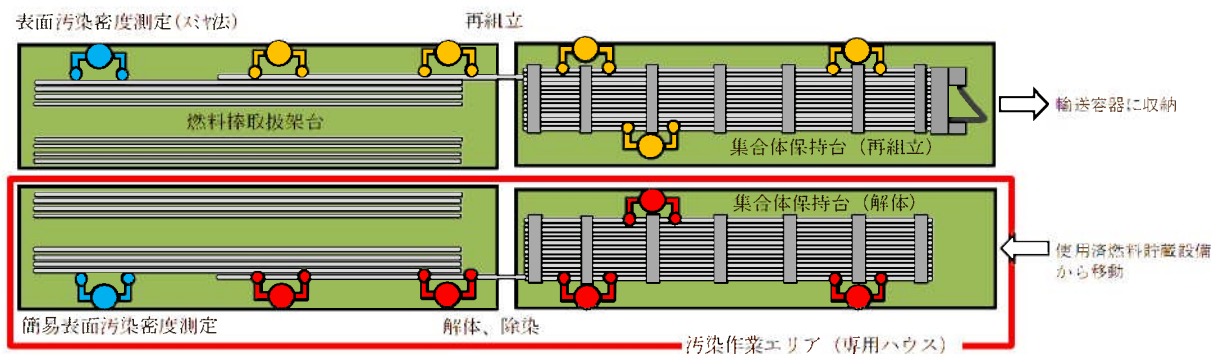 表面汚染密度測定(スミヤ法)
再組立
燃料棒取扱架台
集合体保持台(再組立)
輸送容器に収納
集合体保持台(解体)
使用済燃料貯蔵設備
から移動
簡易表面汚染密度測定
解体、除染
汚染作業エリア(専用ハウス)